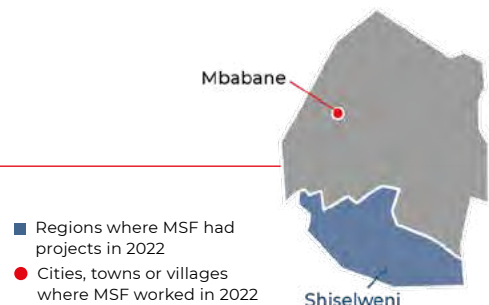 Mbabane
Regions where MSF had
projects in 2022
Cities, towns or villages
where MSF worked in 2022
Shiselweni